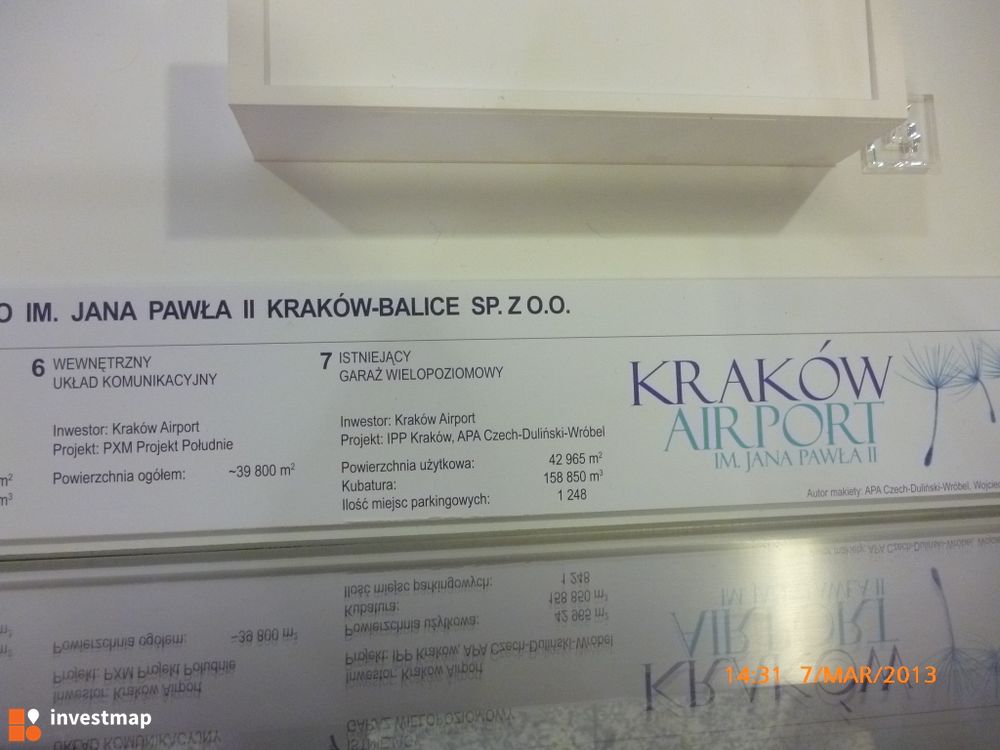 O IM. JANA PAWŁA II KRAKÓW-BALICE SP. Z O.O.
6 WEWNĘTRZNY
UKŁAD KOMUNIKACYJNY
Inwestor: Kraków Airport
Projekt: PXM Projekt Południe
Powierzchnia ogółem: ~39 800 m²
m²
m³
7 ISTNIEJĄCY
GARAŻ WIELOPOZIOMOWY
Inwestor: Kraków Airport
Projekt: IPP Kraków, APA Czech-Duliński-Wróbel
Powierzchnia użytkowa: 42 965 m²
Kubatura: 158 850 m³
Ilość miejsc parkingowych: 1 248
KRAKÓW
AIRPORT
IM. JANA PAWŁA II
Autor makiety: APA Czech-Duliński-Wróbel, Wojciec
14:31 7/MAR/2013
investmap